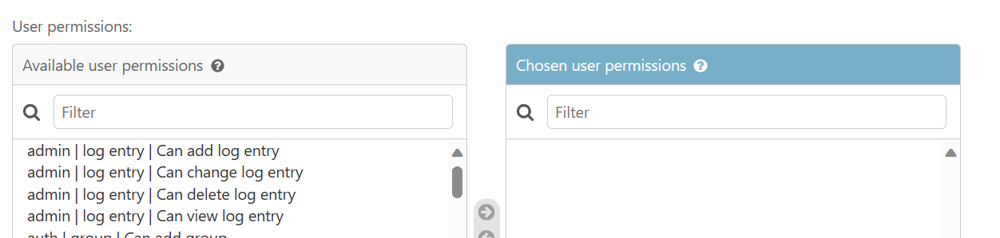 User permissions:
Available user permissions ?
Chosen user permissions ?
Filter
Filter
admin | log entry | Can add log entry
admin | log entry | Can change log entry
admin | log entry | Can delete log entry
admin | log entry | Can view log entry
auth | group | Can add group